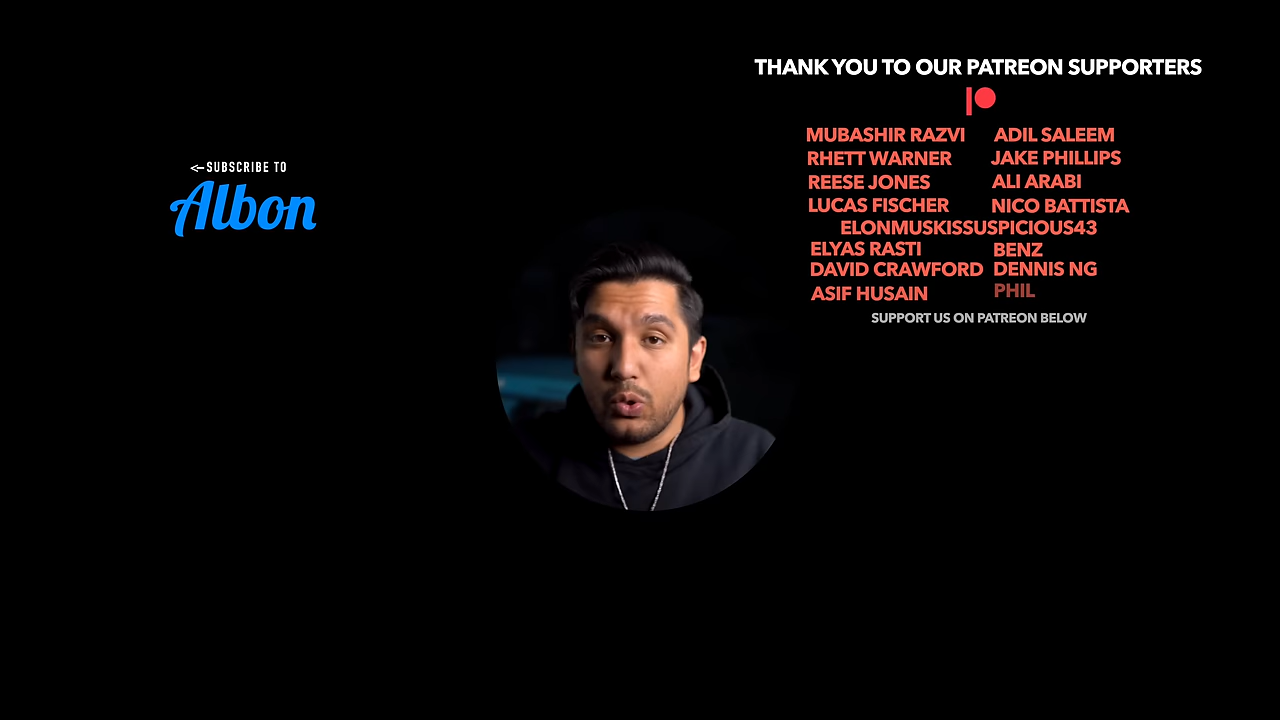 THANK YOU TO OUR PATREON SUPPORTERS
<-SUBSCRIBE TO
Albon
MUBASHIR RAZVI ADIL SALEEM
RHETT WARNER JAKE PHILLIPS
REESE JONES ALI ARABI
LUCAS FISCHER NICO BATTISTA
ELONMUSKISSUSPICIOUS43
ELYAS RASTI BENZ
DAVID CRAWFORD DENNIS NG
ASIF HUSAIN PHIL
SUPPORT US ON PATREON BELOW